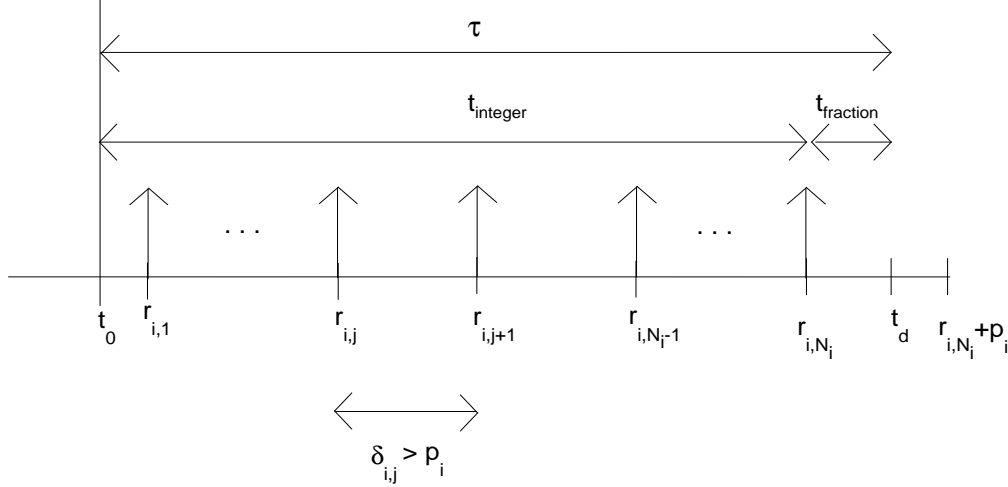 τ
t_integer t_fraction
. . . . . .
t_0 r_i,1 r_i,j r_i,j+1 r_i,N_i-1 r_i,N_i t_d r_i,N_i+p_i
δ_i,j > p_i